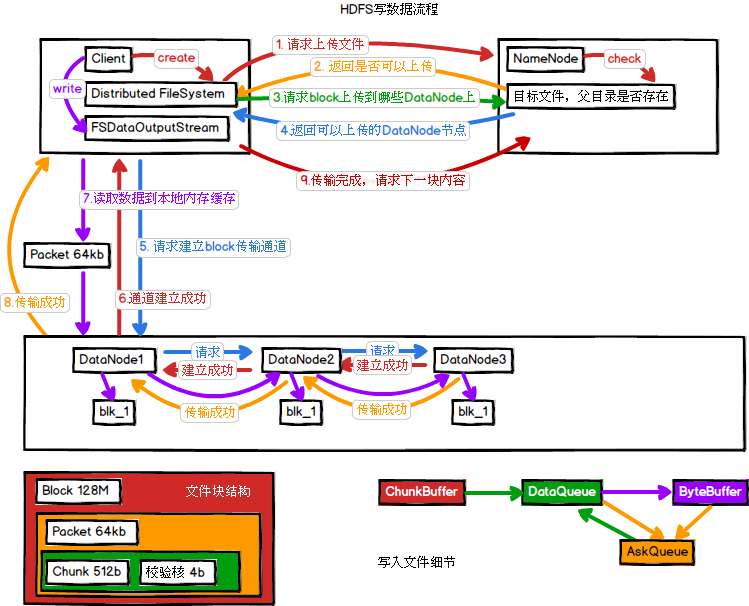 HDFS写数据流程
Client
create
1. 请求上传文件
NameNode
check
2. 返回是否可以上传
write
Distributed FileSystem
3.请求block上传到哪些DataNode上
目标文件，父目录是否存在
FSDataOutputStream
4.返回可以上传的DataNode节点
9.传输完成，请求下一块内容
7.读取数据到本地内存缓存
Packet 64kb
5. 请求建立block传输通道
8.传输成功
6.通道建立成功
DataNode1
请求
建立成功
DataNode2
请求
建立成功
DataNode3
blk_1
传输成功
blk_1
传输成功
blk_1
Block 128M
文件块结构
Packet 64kb
Chunk 512b
校验核 4b
ChunkBuffer
DataQueue
ByteBuffer
AskQueue
写入文件细节